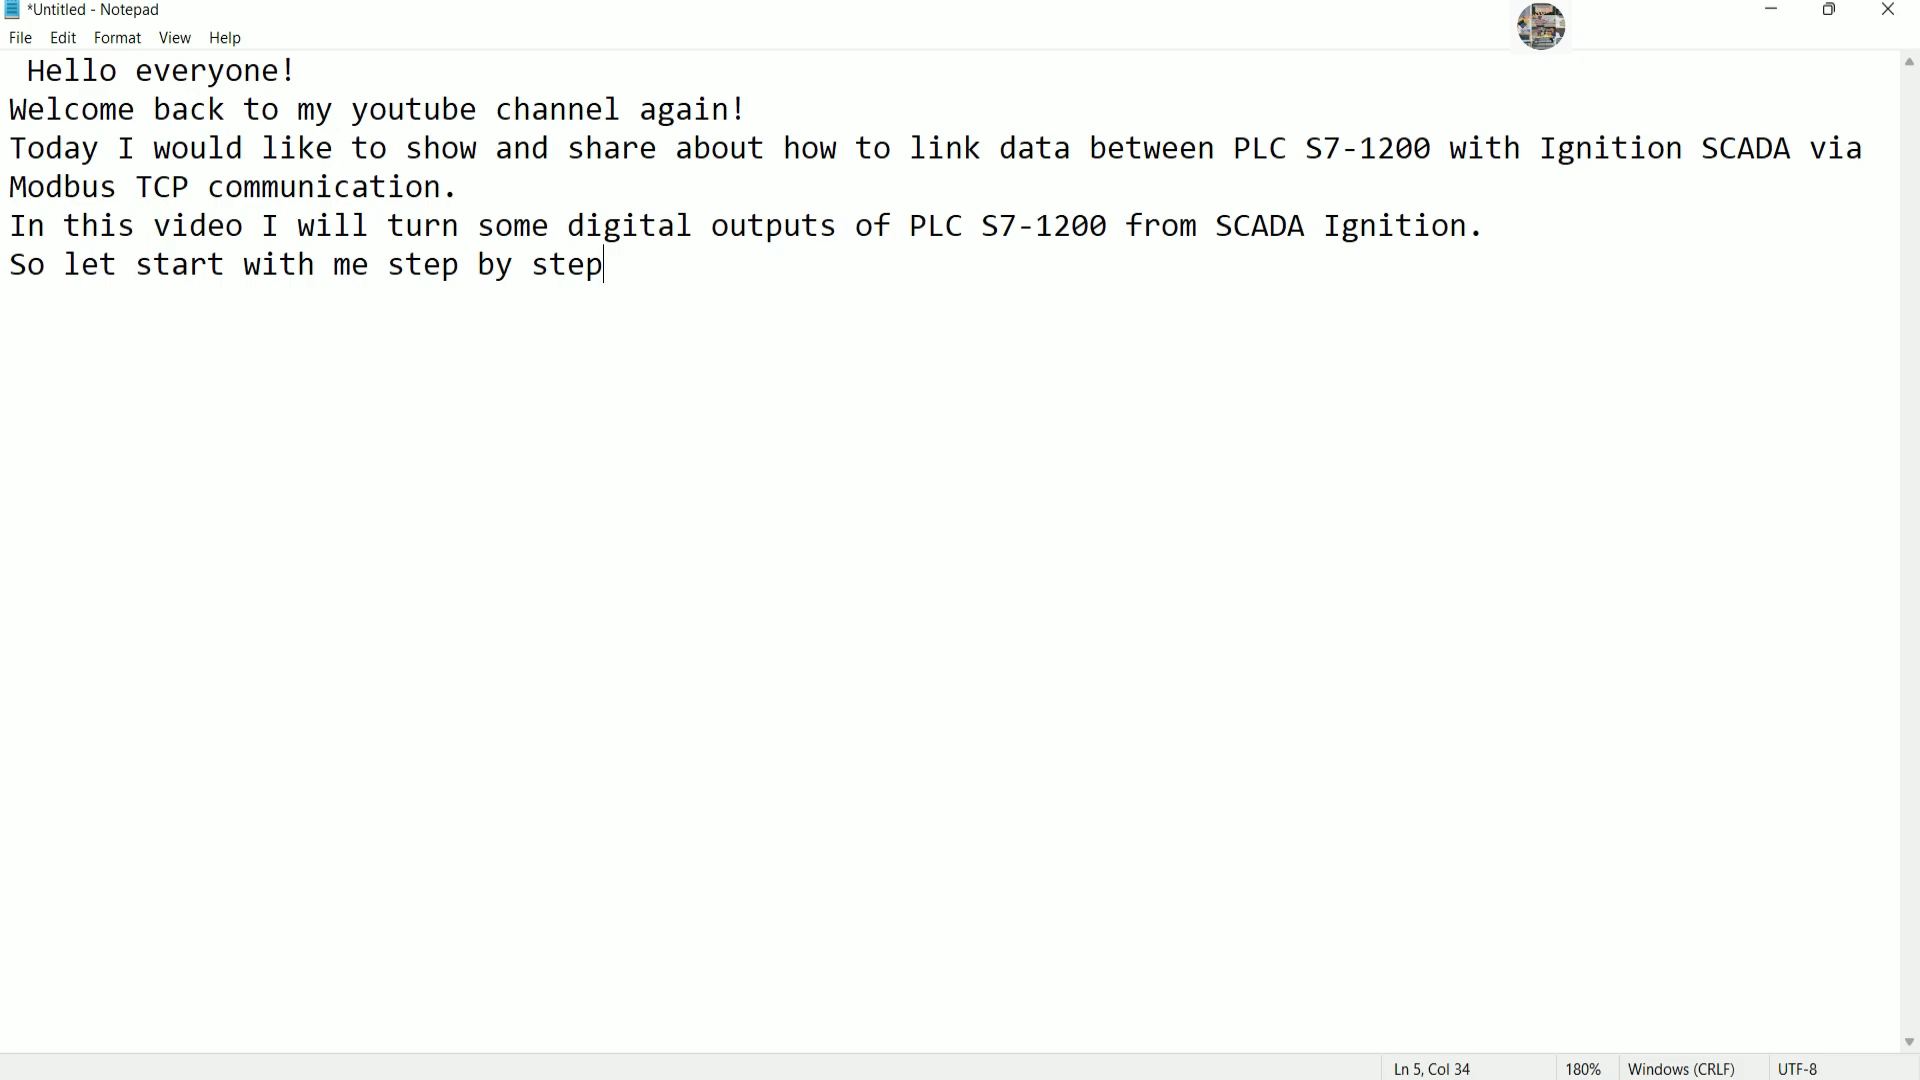 *Untitled - Notepad
File Edit Format View Help
Hello everyone!
Welcome back to my youtube channel again!
Today I would like to show and share about how to link data between PLC S7-1200 with Ignition SCADA via
Modbus TCP communication.
In this video I will turn some digital outputs of PLC S7-1200 from SCADA Ignition.
So let start with me step by step
Ln 5, Col 34 180% Windows (CRLF) UTF-8